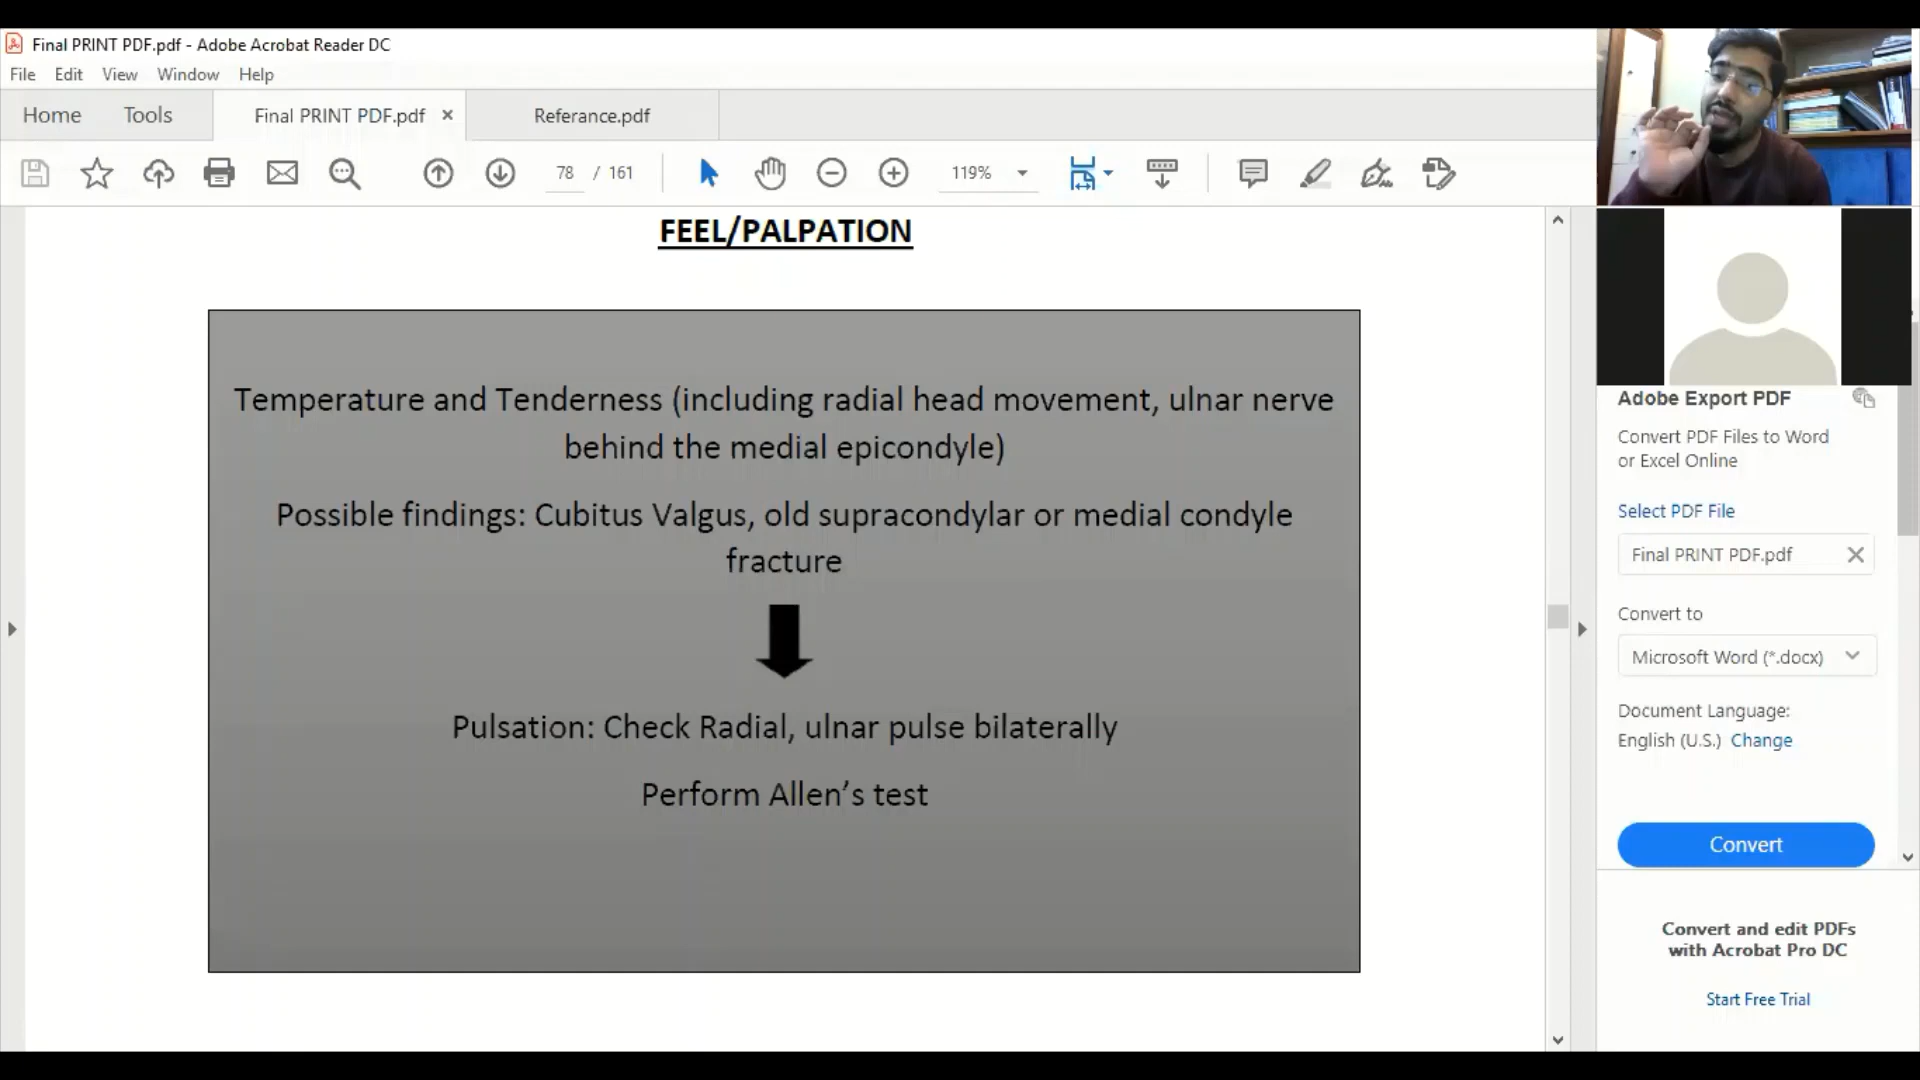 Final PRINT PDF.pdf - Adobe Acrobat Reader DC
File Edit View Window Help
Home Tools Final PRINT PDF.pdf × Referance.pdf
78 / 161 119%
FEEL/PALPATION
Temperature and Tenderness (including radial head movement, ulnar nerve
behind the medial epicondyle)
Possible findings: Cubitus Valgus, old supracondylar or medial condyle
fracture
Pulsation: Check Radial, ulnar pulse bilaterally
Perform Allen’s test
Adobe Export PDF
Convert PDF Files to Word
or Excel Online
Select PDF File
Final PRINT PDF.pdf
Convert to
Microsoft Word (*.docx)
Document Language:
English (U.S.) Change
Convert
Convert and edit PDFs
with Acrobat Pro DC
Start Free Trial